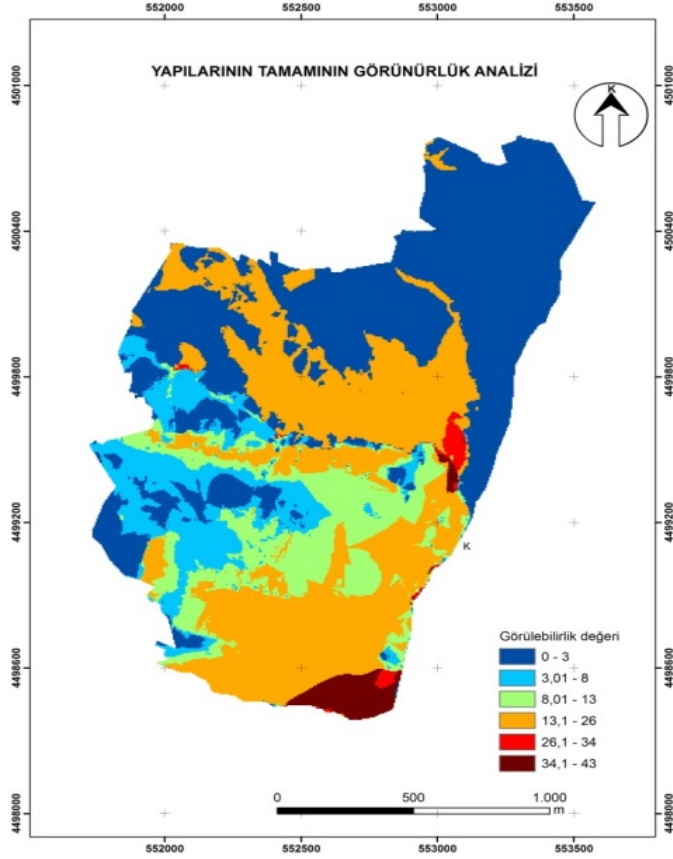 552000 552500 553000 553500
YAPILARININ TAMAMININ GÖRÜNÜRLÜK ANALİZİ
K
4501000
4501000
4500400
4500400
4499800
4499800
4499200
4499200
K
4498600
4498600
Görülebilirlik değeri
0 - 3
3,01 - 8
8,01 - 13
13,1 - 26
26,1 - 34
34,1 - 43
0 500 1.000
m
4498000
4498000
552000 552500 553000 553500